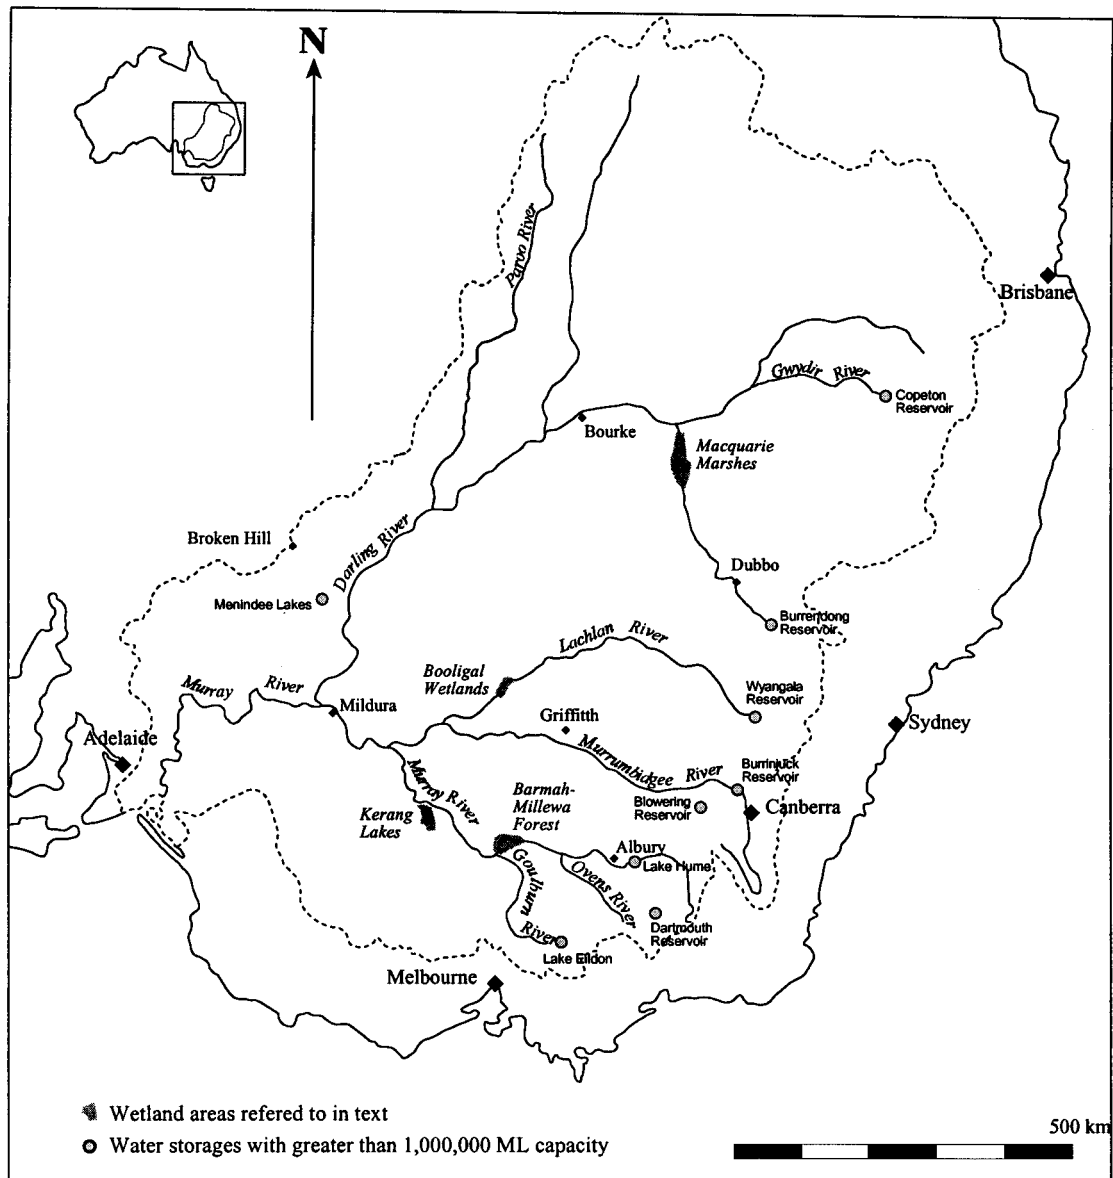 N
Paroo River
Brisbane
Gwydir River
Copeton
Reservoir
Bourke
Macquarie
Marshes
Broken Hill
Darling River
Dubbo
Menindee Lakes
Burrendong
Reservoir
Lachlan River
Booligal
Wetlands
Murray River
Wyangala
Reservoir
Mildura
Griffitth
Sydney
Adelaide
Murrumbidgee River
Burrinjuck
Reservoir
Murray River
Barmah-
Millewa
Forest
Blowering
Reservoir
Canberra
Kerang
Lakes
Albury
Lake Hume
Goulburn River
Ovens River
Dartmouth
Reservoir
Lake Eildon
Melbourne
Wetland areas refered to in text
Water storages with greater than 1,000,000 ML capacity
500 km